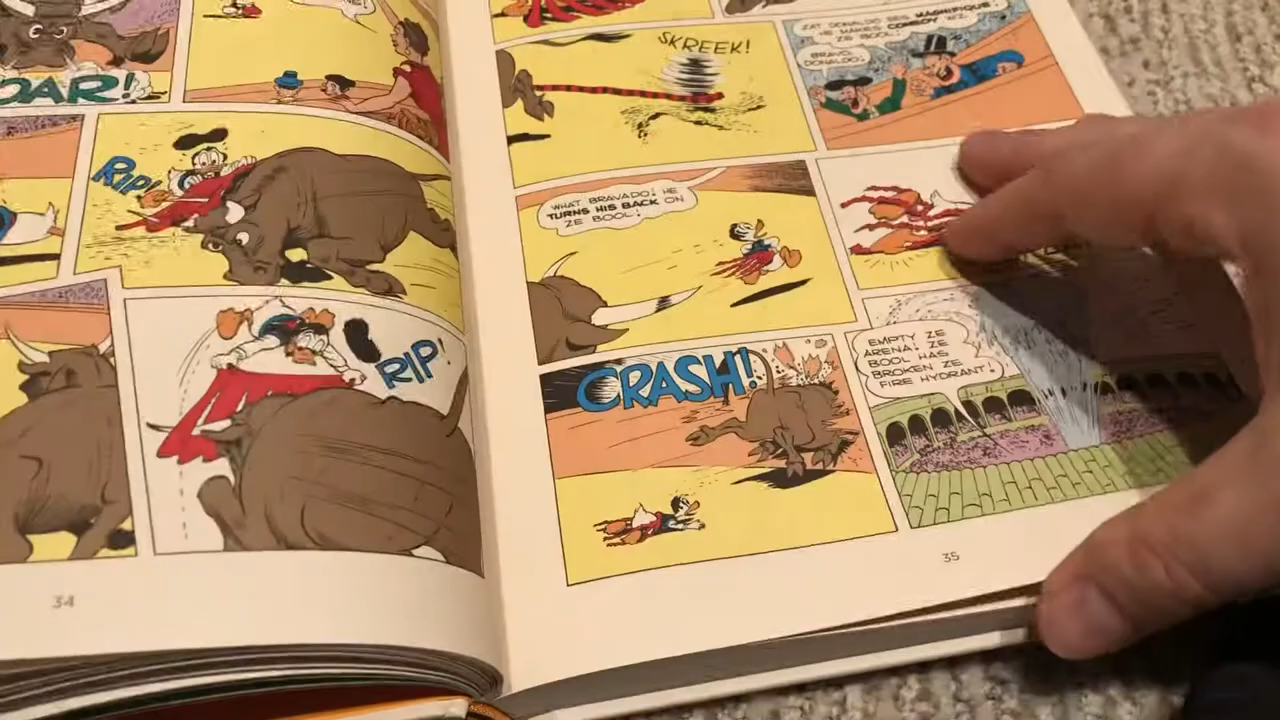 OAR!
RIP!
RIP!
34
SKREEK!
ZAT DONALDO EES MAGNIFIQUE!
HE MAKES ZE
COMEDY WIZ
ZE BOOL!
BRAVO,
DONALDO!
WHAT BRAVADO! HE
TURNS HIS BACK ON
ZE BOOL!
CRASH!
EMPTY ZE
ARENA! ZE
BOOL HAS
BROKEN ZE
FIRE HYDRANT!
35